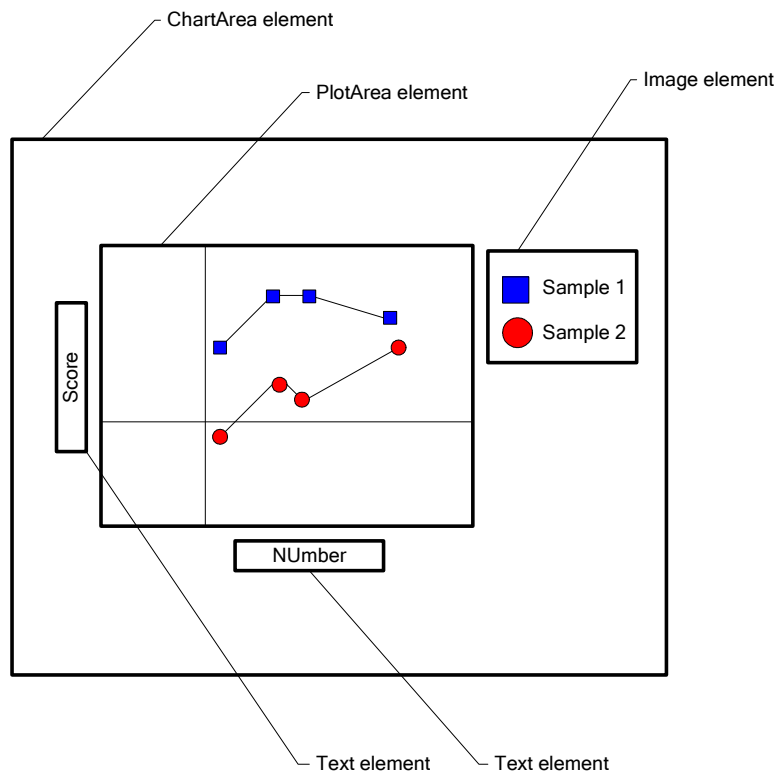 ChartArea element
Image element
PlotArea element
Sample 1
Sample 2
Score
NUmber
Text element
Text element